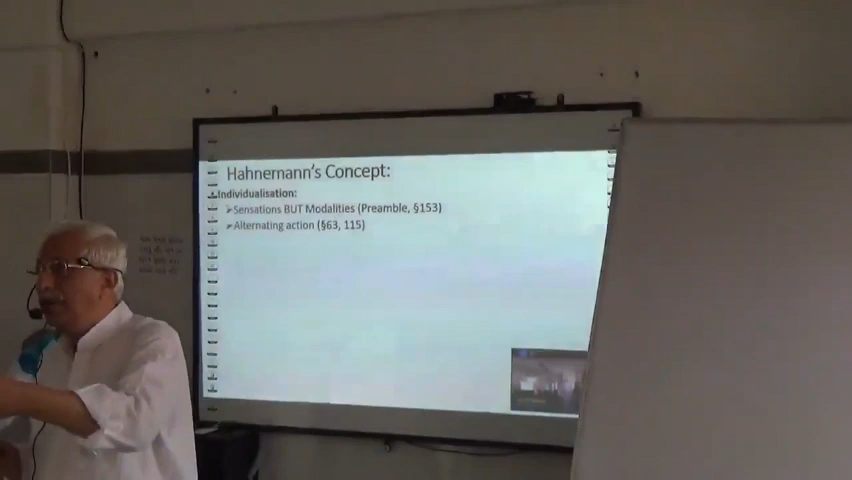 Hahnemann's Concept:
Individualisation:
Sensations BUT Modalities (Preamble, §153)
Alternating action (§63, 115)